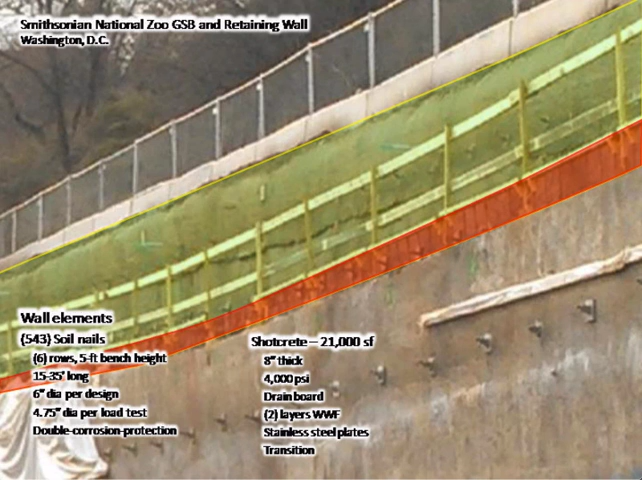 Smithsonian National Zoo GSB and Retaining Wall
Washington, D.C.
Wall elements
(543) Soil nails
(6) rows, 5-ft bench height
15-35' long
6" dia per design
4.75" dia per load test
Double-corrosion-protection
Shotcrete – 21,000 sf
8" thick
4,000 psi
Drain board
(2) layers WWF
Stainless steel plates
Transition